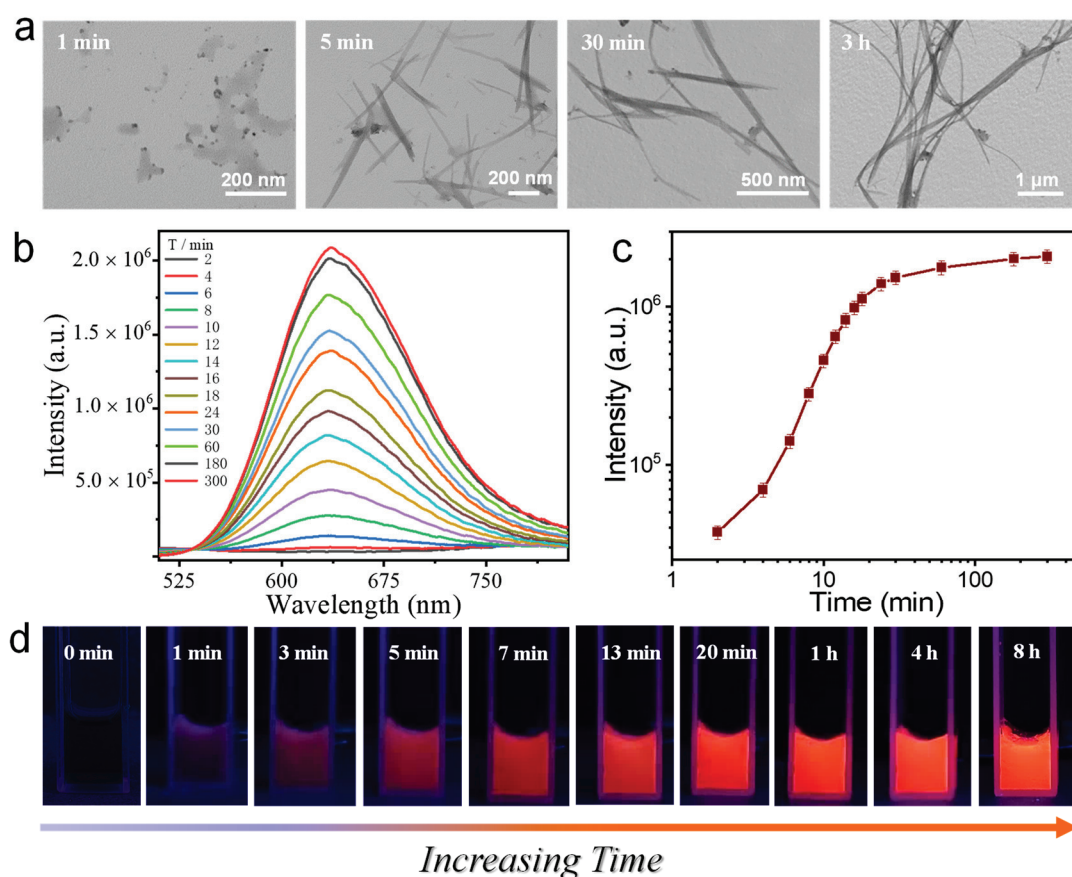 a
1 min
5 min
30 min
3 h
200 nm
200 nm
500 nm
1 μm
b
T / min
2
4
6
8
10
12
14
16
18
24
30
60
180
300
2.0 × 10⁶
1.5 × 10⁶
1.0 × 10⁶
5.0 × 10⁵
Intensity (a.u.)
525
600
675
750
Wavelength (nm)
c
10⁶
10⁵
Intensity (a.u.)
1
10
100
Time (min)
d
0 min
1 min
3 min
5 min
7 min
13 min
20 min
1 h
4 h
8 h
Increasing Time